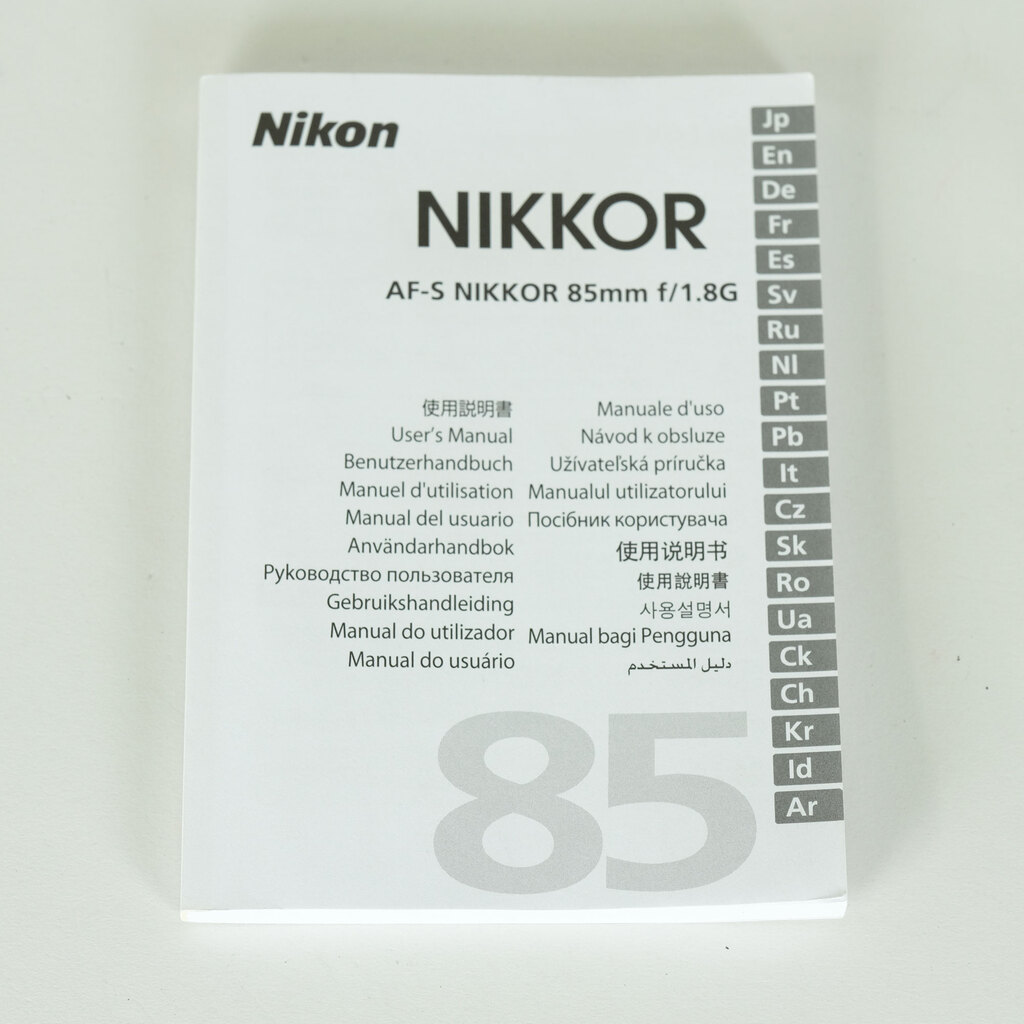 Nikon
NIKKOR
AF-S NIKKOR 85mm f/1.8G
使用説明書
User's Manual
Benutzerhandbuch
Manuel d'utilisation
Manual del usuario
Användarhandbok
Руководство пользователя
Gebruikshandleiding
Manual do utilizador
Manual do usuário
Manuale d'uso
Návod k obsluze
Užívateľská príručka
Manualul utilizatorului
Посібник користувача
使用说明书
使用說明書
사용설명서
Manual bagi Pengguna
دليل المستخدم
85
Jp
En
De
Fr
Es
Sv
Ru
Nl
Pt
Pb
It
Cz
Sk
Ro
Ua
Ck
Ch
Kr
Id
Ar